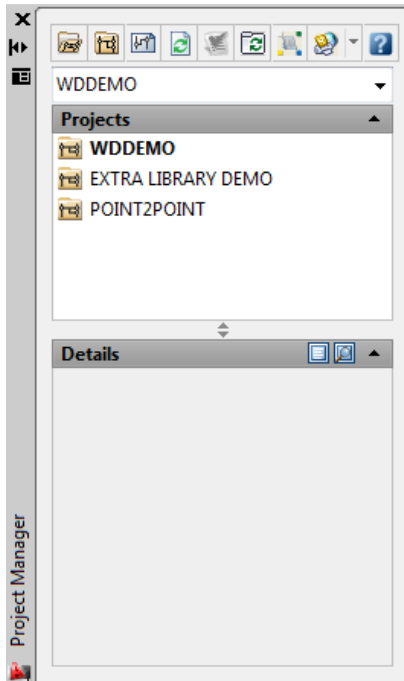 WDDEMO
Projects
WDDEMO
EXTRA LIBRARY DEMO
POINT2POINT
Details
Project Manager